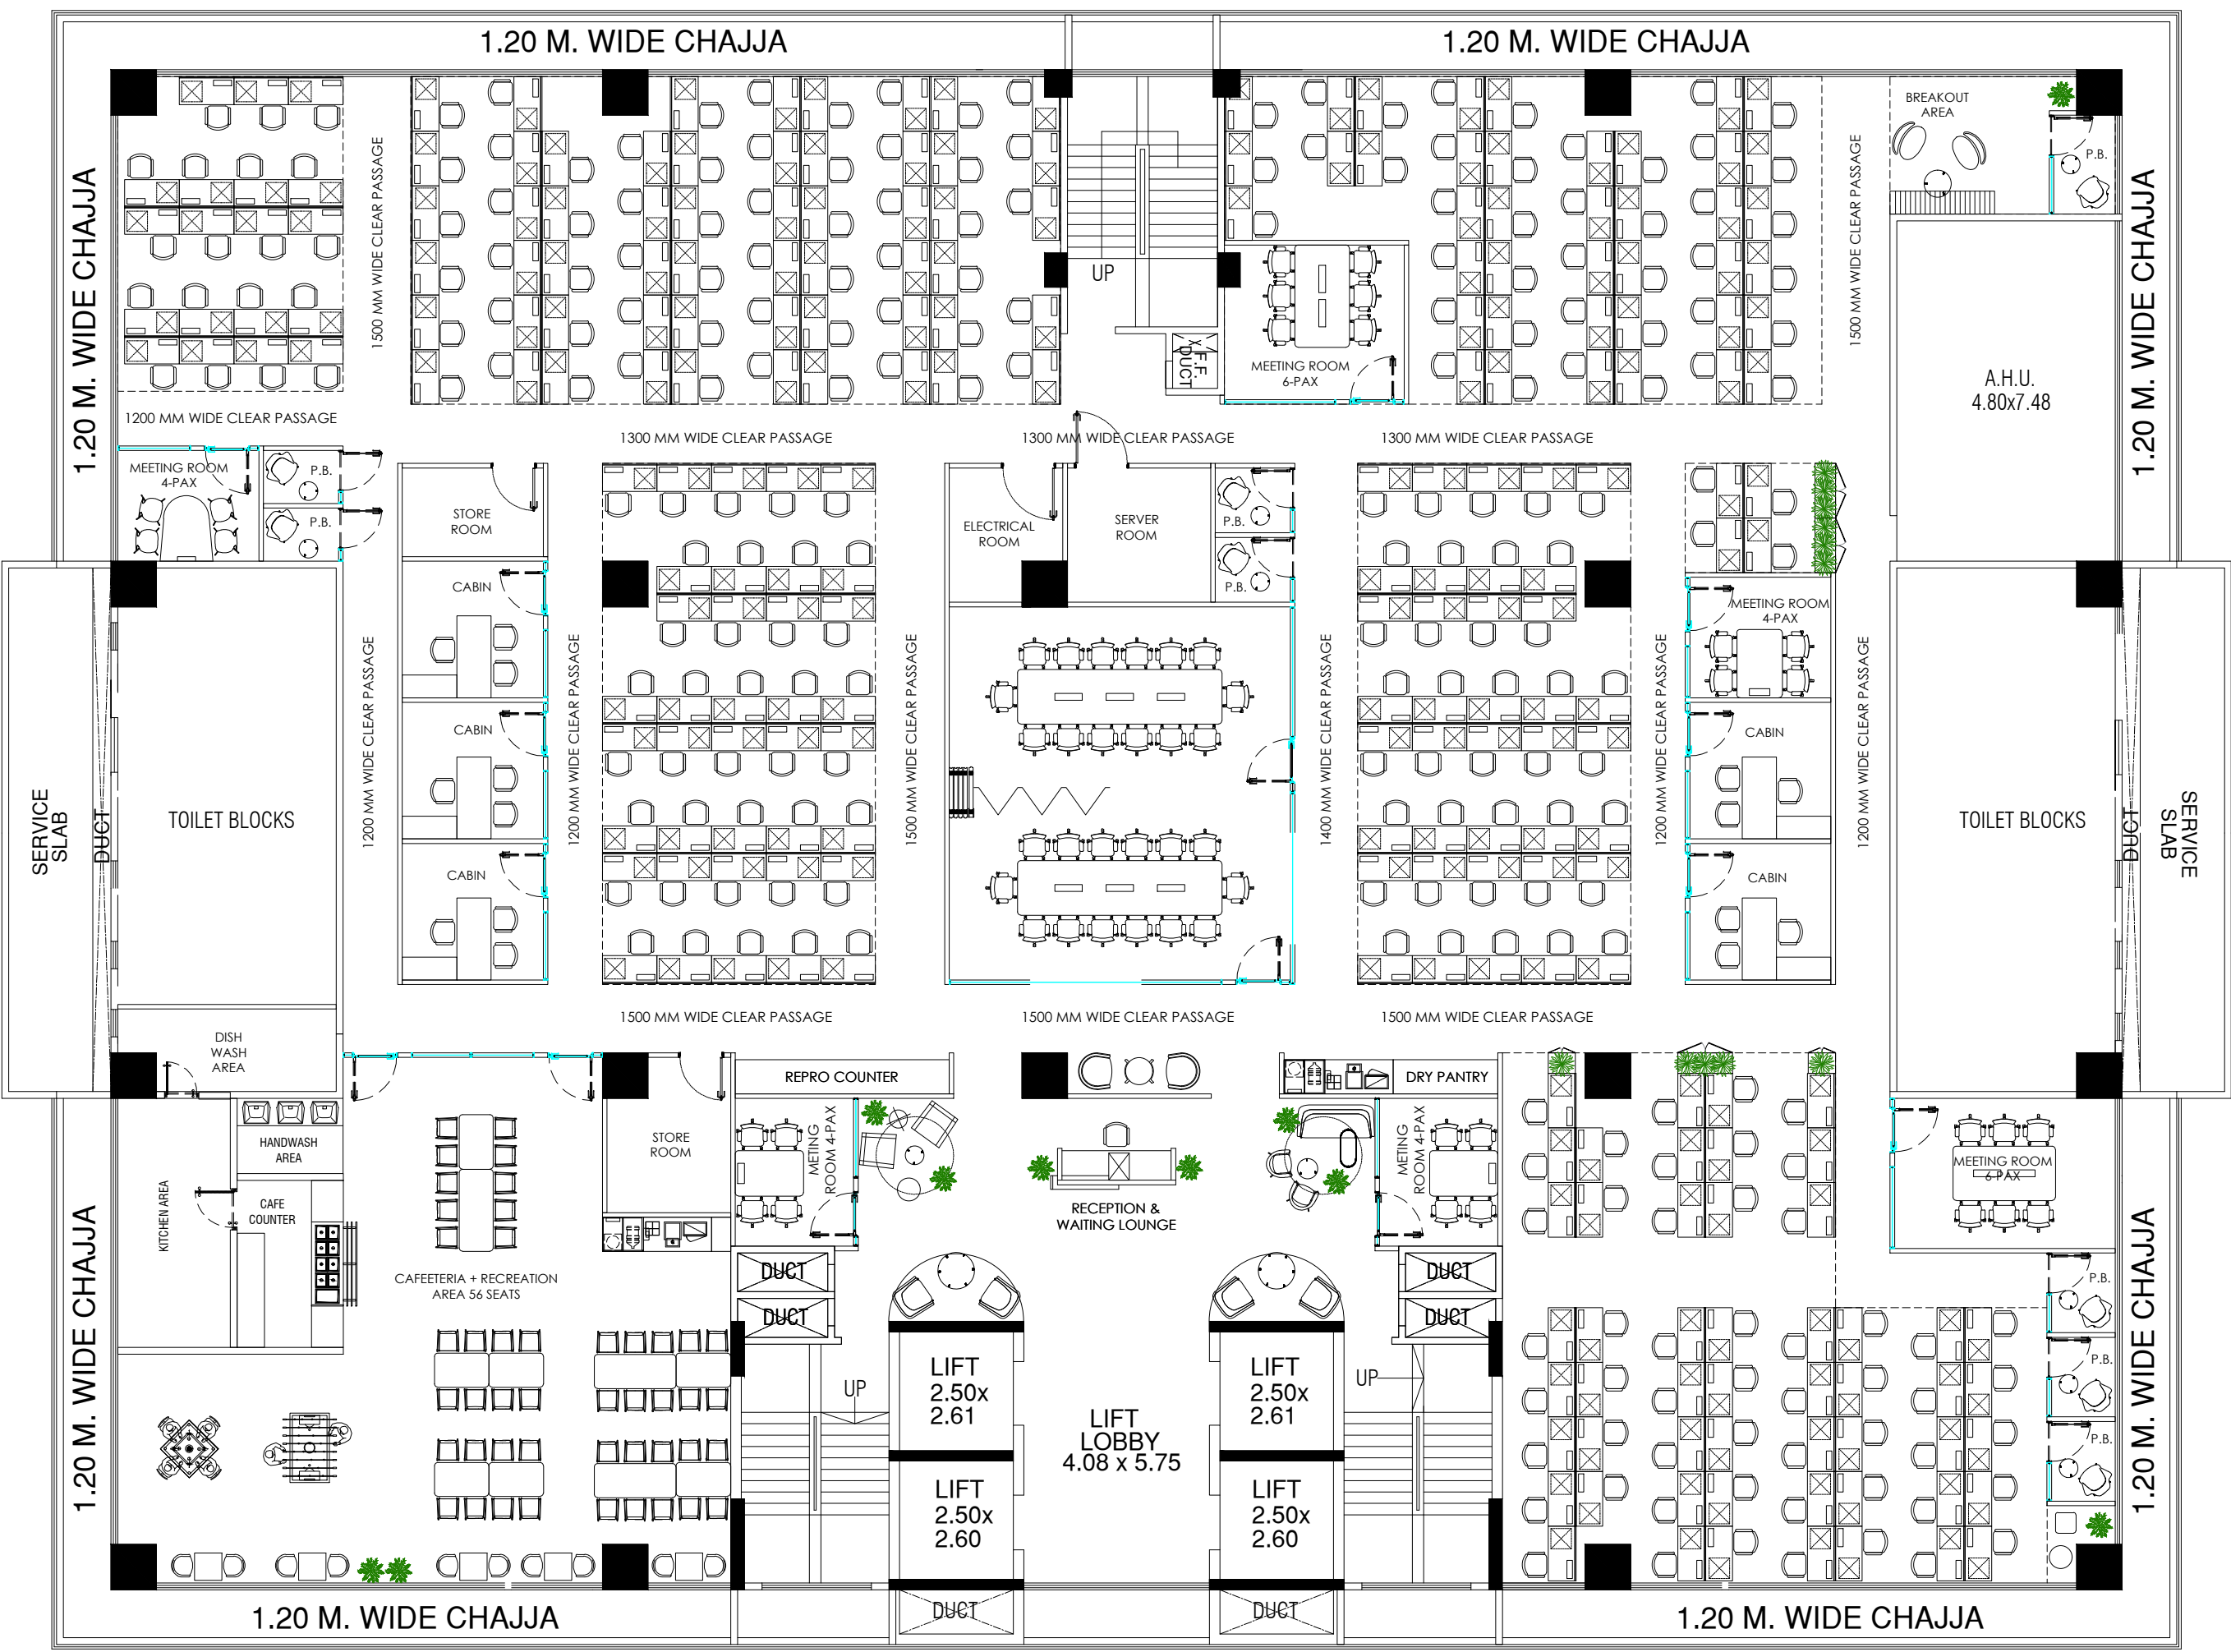 1.20 M. WIDE CHAJJA
1.20 M. WIDE CHAJJA
BREAKOUT
AREA
P.B.
1.20 M. WIDE CHAJJA
1500 MM WIDE CLEAR PASSAGE
1500 MM WIDE CLEAR PASSAGE
1.20 M. WIDE CHAJJA
UP
F.F.
DUCT
MEETING ROOM
6-PAX
A.H.U.
4.80x7.48
1200 MM WIDE CLEAR PASSAGE
1300 MM WIDE CLEAR PASSAGE
1300 MM WIDE CLEAR PASSAGE
1300 MM WIDE CLEAR PASSAGE
MEETING ROOM
4-PAX
P.B.
P.B.
STORE
ROOM
ELECTRICAL
ROOM
SERVER
ROOM
P.B.
P.B.
CABIN
MEETING ROOM
4-PAX
CABIN
CABIN
1200 MM WIDE CLEAR PASSAGE
1200 MM WIDE CLEAR PASSAGE
1500 MM WIDE CLEAR PASSAGE
1400 MM WIDE CLEAR PASSAGE
1200 MM WIDE CLEAR PASSAGE
1200 MM WIDE CLEAR PASSAGE
SERVICE
SLAB
DUCT
TOILET BLOCKS
TOILET BLOCKS
DUCT
SERVICE
SLAB
CABIN
CABIN
1500 MM WIDE CLEAR PASSAGE
1500 MM WIDE CLEAR PASSAGE
1500 MM WIDE CLEAR PASSAGE
DISH
WASH
AREA
REPRO COUNTER
DRY PANTRY
HANDWASH
AREA
STORE
ROOM
METING
ROOM 4-PAX
METING
ROOM 4-PAX
MEETING ROOM
6-PAX
KITCHEN AREA
CAFE
COUNTER
RECEPTION &
WAITING LOUNGE
1.20 M. WIDE CHAJJA
1.20 M. WIDE CHAJJA
CAFEETERIA + RECREATION
AREA 56 SEATS
DUCT
DUCT
DUCT
DUCT
P.B.
P.B.
P.B.
UP
LIFT
2.50x
2.61
LIFT
2.50x
2.61
UP
LIFT
LOBBY
4.08 x 5.75
LIFT
2.50x
2.60
LIFT
2.50x
2.60
DUCT
DUCT
1.20 M. WIDE CHAJJA
1.20 M. WIDE CHAJJA